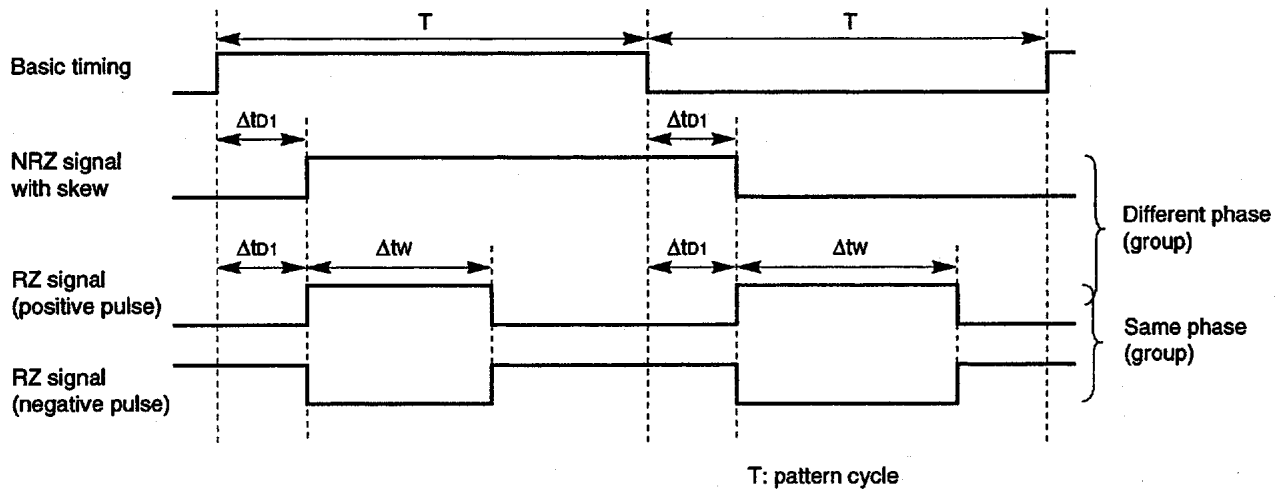 T T
Basic timing
ΔtD1 ΔtD1
NRZ signal
with skew
Different phase
(group)
ΔtD1 Δtw ΔtD1 Δtw
RZ signal
(positive pulse)
Same phase
(group)
RZ signal
(negative pulse)
T: pattern cycle